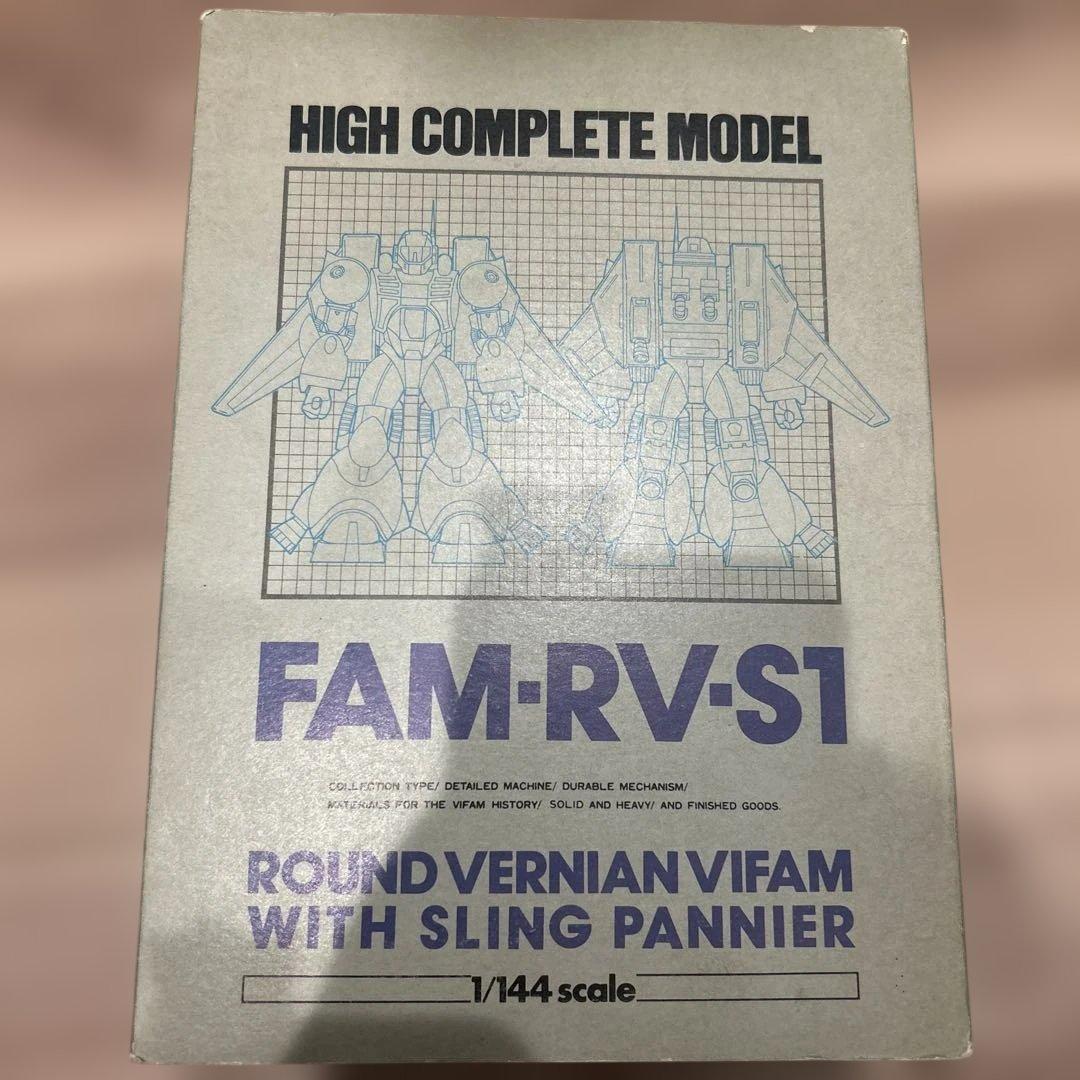 HIGH COMPLETE MODEL
FAM·RV·S1
COLLECTION TYPE/ DETAILED MACHINE/ DURABLE MECHANISM/
MATERIALS FOR THE VIFAM HISTORY/ SOLID AND HEAVY/ AND FINISHED GOODS.
ROUND VERNIAN VIFAM
WITH SLING PANNIER
1/144 scale